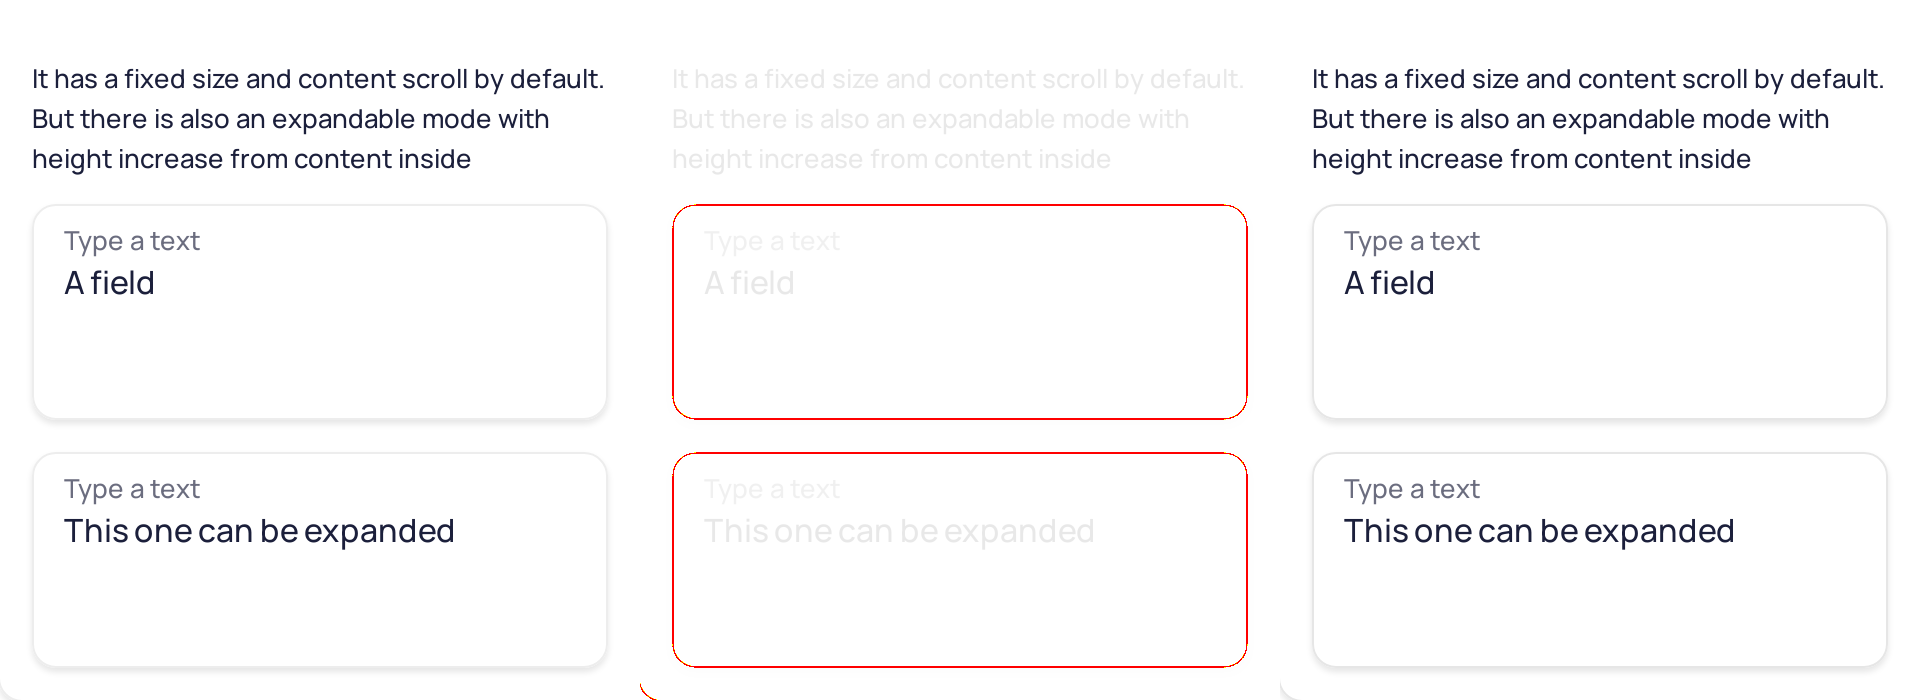 It has a fixed size and content scroll by default.
But there is also an expandable mode with
height increase from content inside
Type a text
A field
Type a text
This one can be expanded
It has a fixed size and content scroll by default.
But there is also an expandable mode with
height increase from content inside
Type a text
A field
Type a text
This one can be expanded
It has a fixed size and content scroll by default.
But there is also an expandable mode with
height increase from content inside
Type a text
A field
Type a text
This one can be expanded